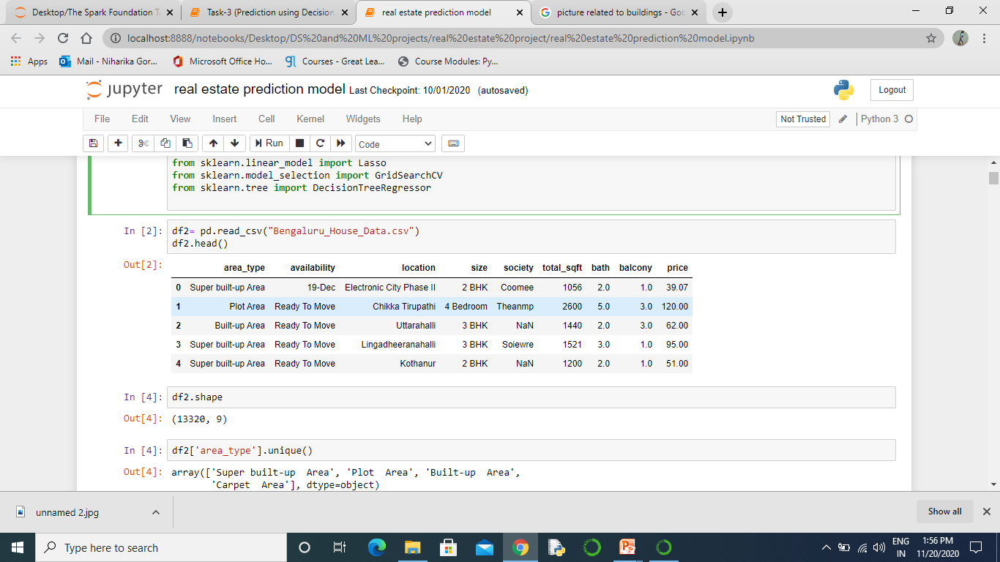 Desktop/The Spark Foundation T
Task-3 (Prediction using Decision
real estate prediction model
picture related to buildings - Goo
localhost:8888/notebooks/Desktop/DS%20and%20ML%20projects/real%20estate%20project/real%20estate%20prediction%20model.ipynb
Apps Mail - Niharika Gor... Microsoft Office Ho... Courses - Great Lea... Course Modules: Py...
jupyter real estate prediction model Last Checkpoint: 10/01/2020 (autosaved) Logout
File Edit View Insert Cell Kernel Widgets Help Not Trusted Python 3
Run Code
from sklearn.linear_model import Lasso
from sklearn.model_selection import GridSearchCV
from sklearn.tree import DecisionTreeRegressor
In [2]: df2= pd.read_csv("Bengaluru_House_Data.csv")
df2.head()
Out[2]:
area_type availability location size society total_sqft bath balcony price
0 Super built-up Area 19-Dec Electronic City Phase II 2 BHK Coomee 1056 2.0 1.0 39.07
1 Plot Area Ready To Move Chikka Tirupathi 4 Bedroom Theanmp 2600 5.0 3.0 120.00
2 Built-up Area Ready To Move Uttarahalli 3 BHK NaN 1440 2.0 3.0 62.00
3 Super built-up Area Ready To Move Lingadheeranahalli 3 BHK Soiewre 1521 3.0 1.0 95.00
4 Super built-up Area Ready To Move Kothanur 2 BHK NaN 1200 2.0 1.0 51.00
In [4]: df2.shape
Out[4]: (13320, 9)
In [4]: df2['area_type'].unique()
Out[4]: array(['Super built-up  Area', 'Plot  Area', 'Built-up  Area',
'Carpet  Area'], dtype=object)
unnamed 2.jpg Show all
Type here to search
ENG 1:56 PM
IN 11/20/2020